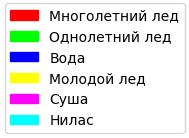 Многолетний лед
Однолетний лед
Вода
Молодой лед
Суша
Нилас